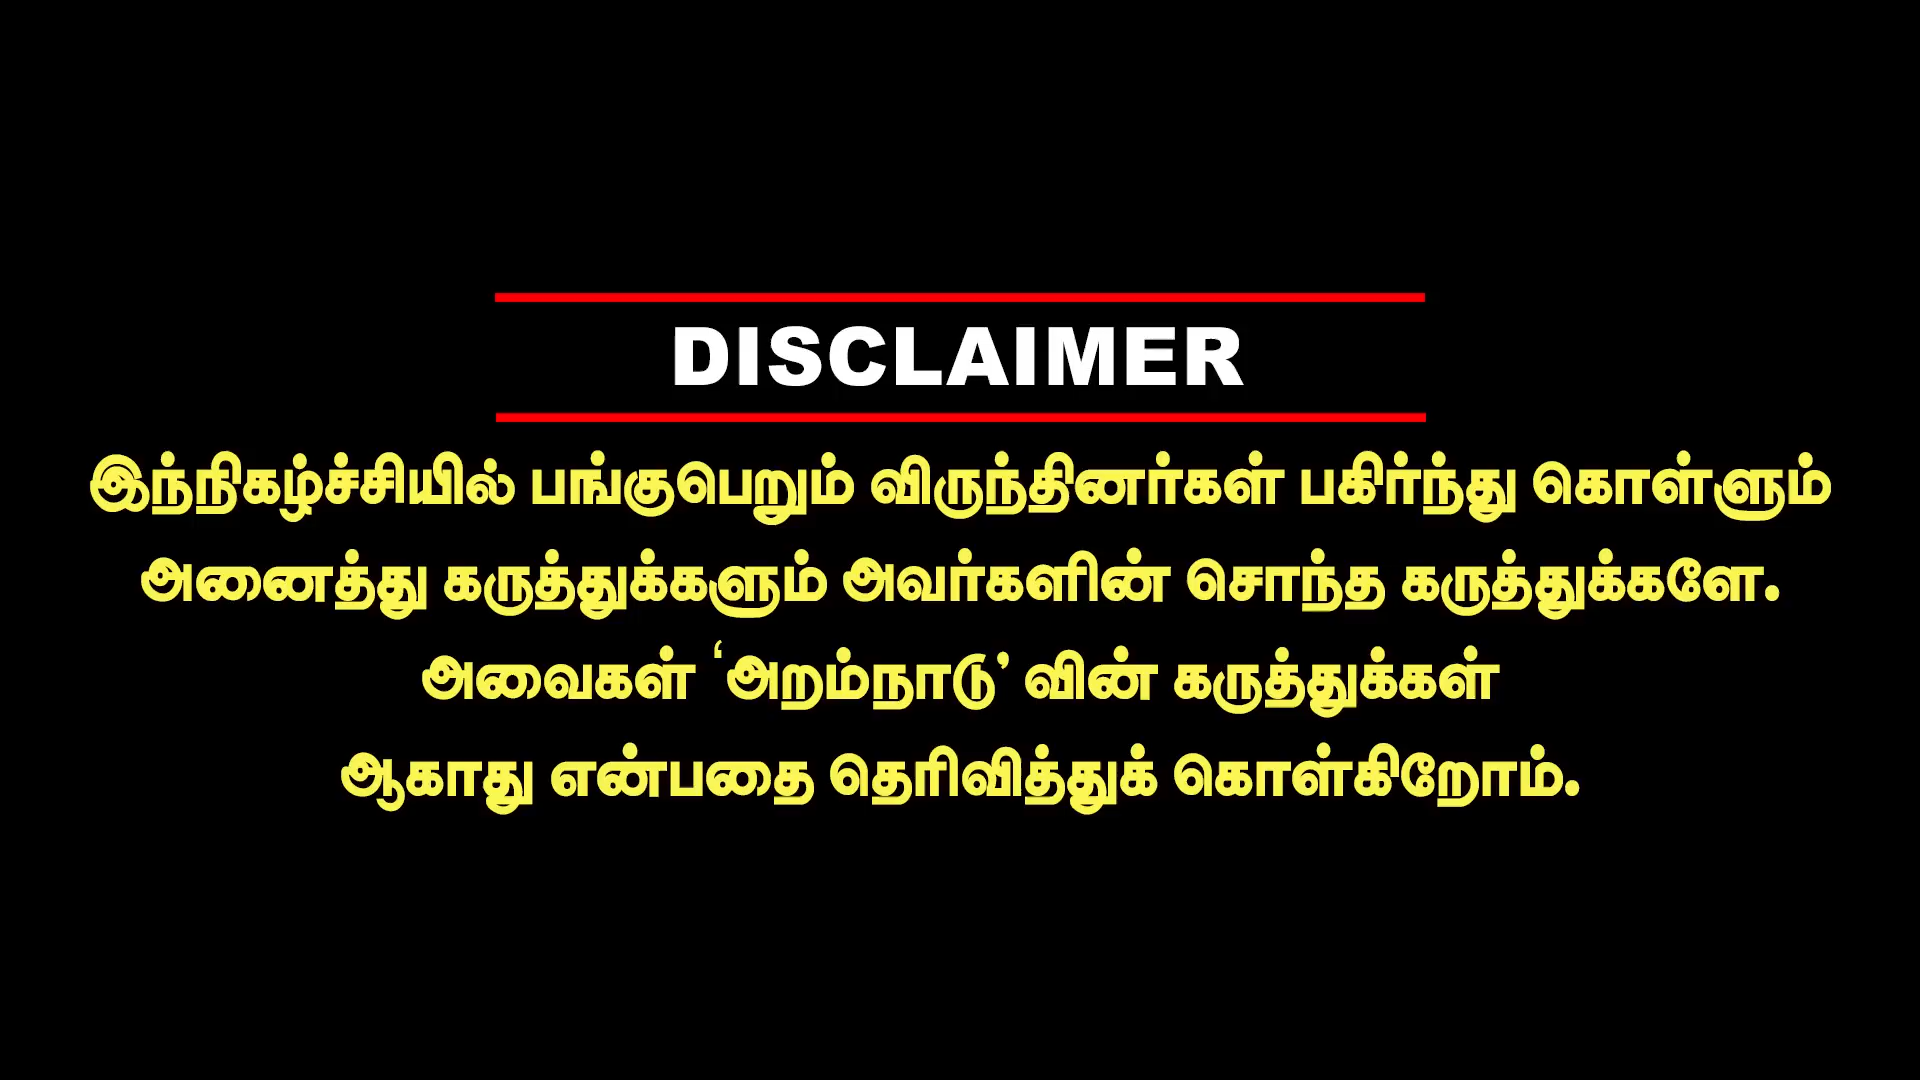 DISCLAIMER
இந்நிகழ்ச்சியில் பங்குபெறும் விருந்தினர்கள் பகிர்ந்து கொள்ளும்
அனைத்து கருத்துக்களும் அவர்களின் சொந்த கருத்துக்களே.
அவைகள் ‘அறம்நாடு’ வின் கருத்துக்கள்
ஆகாது என்பதை தெரிவித்துக் கொள்கிறோம்.